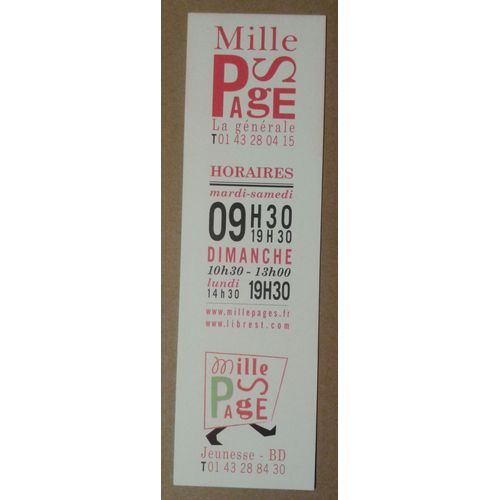 Mille
PAgES
La générale
T01 43 28 04 15
HORAIRES
mardi-samedi
09H30
19H30
DIMANCHE
10h30 - 13h00
lundi
14h30 19H30
www.millepages.fr
www.librest.com
Mille
PAgES
Jeunesse - BD
T01 43 28 84 30